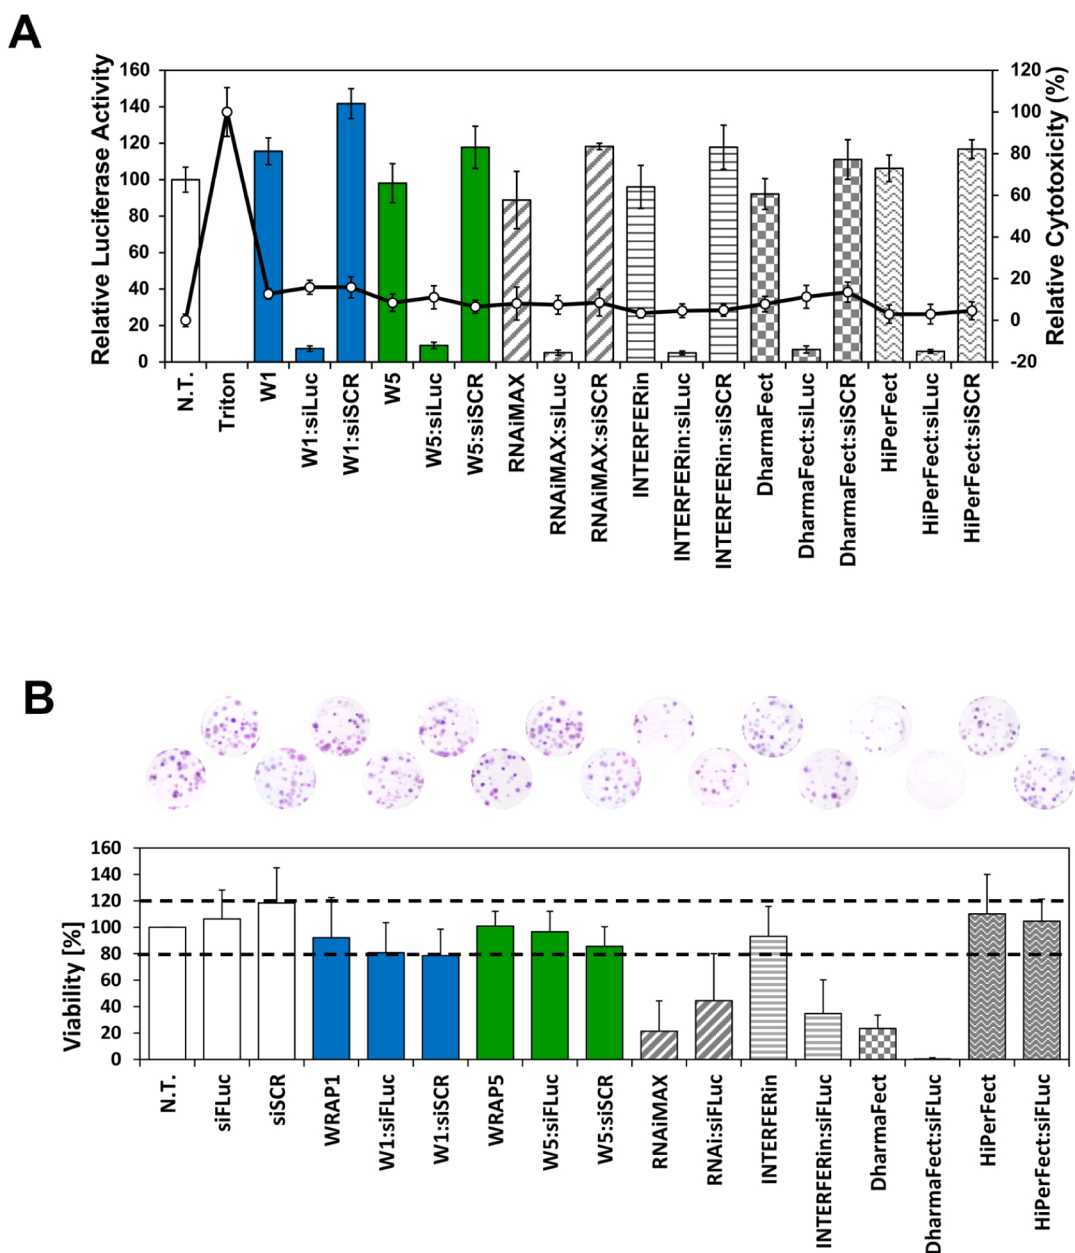 A
Relative Luciferase Activity
160
140
120
100
80
60
40
20
0
120
100
80
60
40
20
0
-20
Relative Cytotoxicity (%)
N.T.
Triton
W1
W1:siLuc
W1:siSCR
W5
W5:siLuc
W5:siSCR
RNAiMAX
RNAiMAX:siLuc
RNAiMAX:siSCR
INTERFERin
INTERFERin:siLuc
INTERFERin:siSCR
DharmaFect
DharmaFect:siLuc
DharmaFect:siSCR
HiPerFect
HiPerFect:siLuc
HiPerFect:siSCR
B
Viability [%]
160
140
120
100
80
60
40
20
0
N.T.
siFLuc
siSCR
WRAP1
W1:siFLuc
W1:siSCR
WRAP5
W5:siFLuc
W5:siSCR
RNAiMAX
RNAi:siFLuc
INTERFERin
INTERFERin:siFLuc
DharmaFect
DharmaFect:siFLuc
HiPerFect
HiPerFect:siFLuc